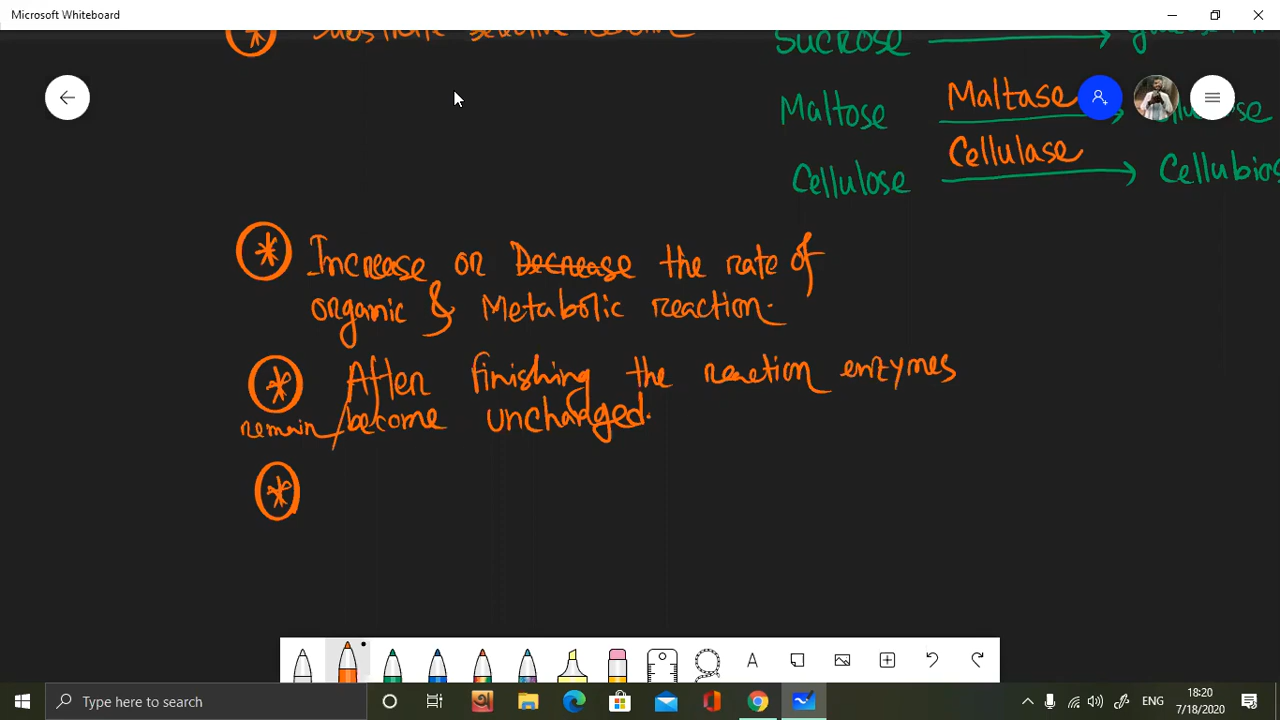 Microsoft Whiteboard
Substrate
Sucrose
Maltose Maltase
Cellulose Cellulase
Increase or Decrease the rate of
organic & Metabolic reaction.
After finishing the reaction enzymes
remain/become unchanged.
Type here to search
ENG
18:20
7/18/2020